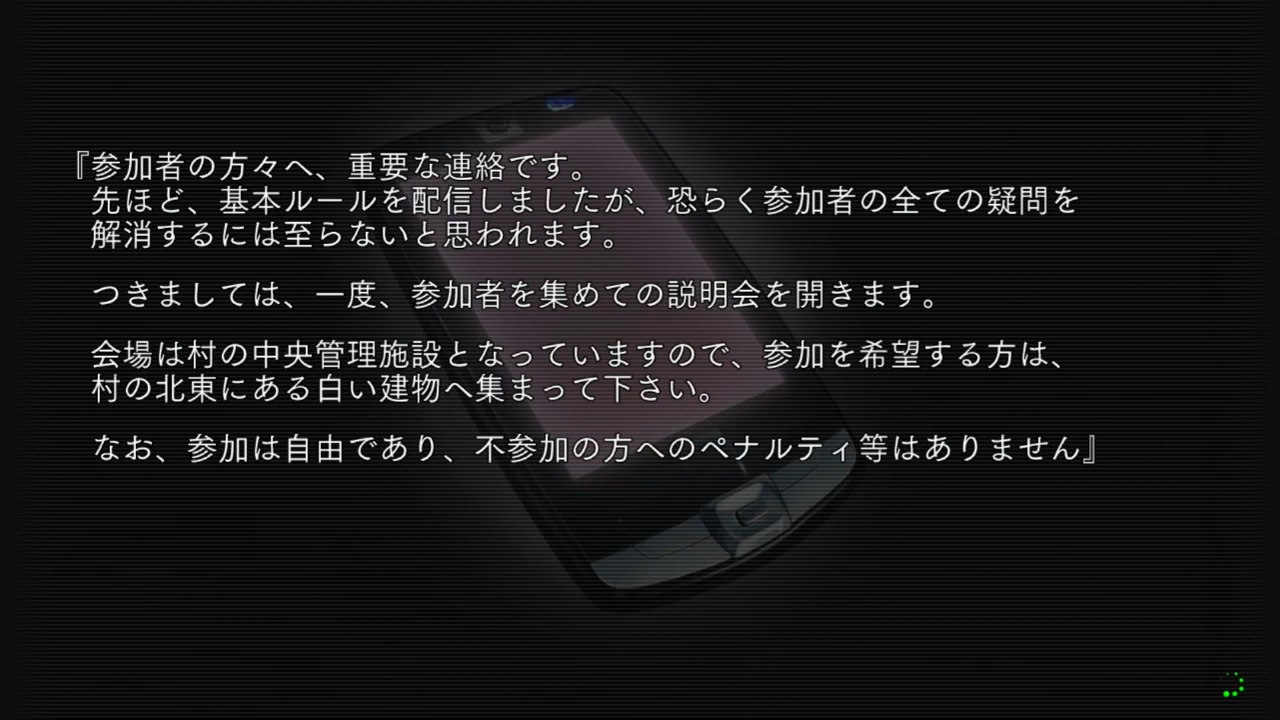 『参加者の方々へ、重要な連絡です。
先ほど、基本ルールを配信しましたが、恐らく参加者の全ての疑問を
解消するには至らないと思われます。
つきましては、一度、参加者を集めての説明会を開きます。
会場は村の中央管理施設となっていますので、参加を希望する方は、
村の北東にある白い建物へ集まって下さい。
なお、参加は自由であり、不参加の方へのペナルティ等はありません』